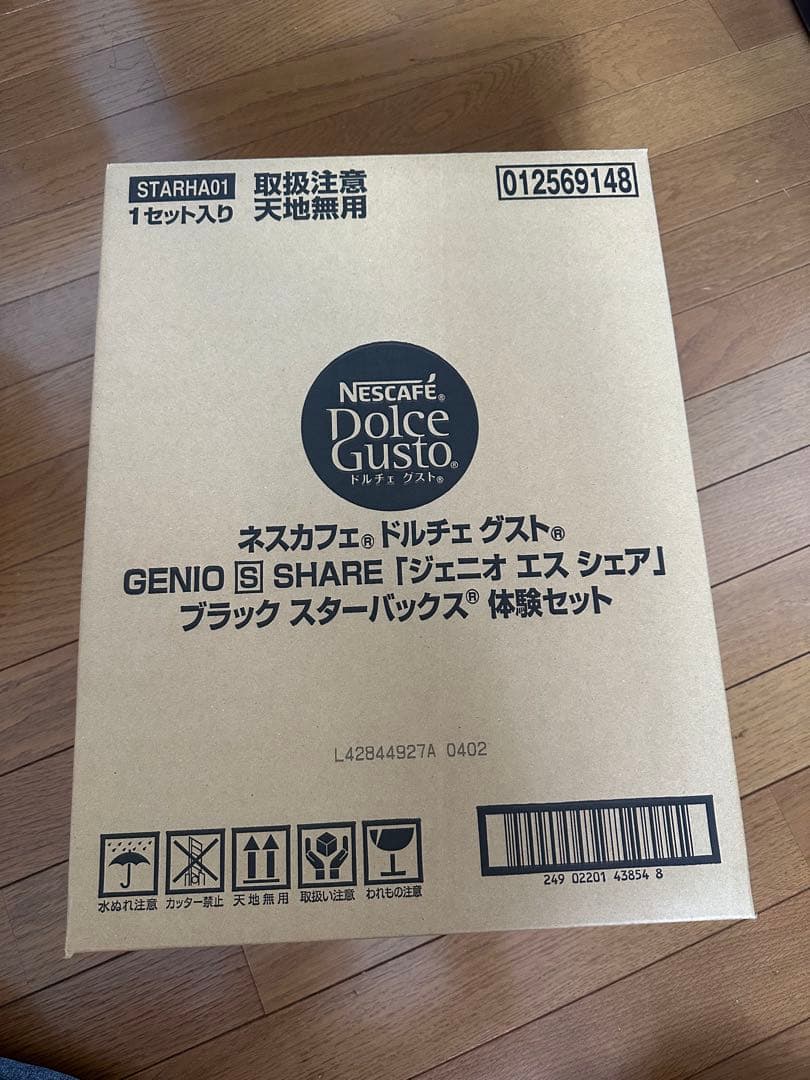 STARHA01
1セット入り
取扱注意
天地無用
012569148
NESCAFÉ®
Dolce
Gusto®
ドルチェ グスト®
ネスカフェ® ドルチェ グスト®
GENIO S SHARE「ジェニオ エス シェア」
ブラック スターバックス® 体験セット
L42844927A 0402
水ぬれ注意
カッター禁止
天地無用
取扱い注意
われもの注意
249 02201 43854 8